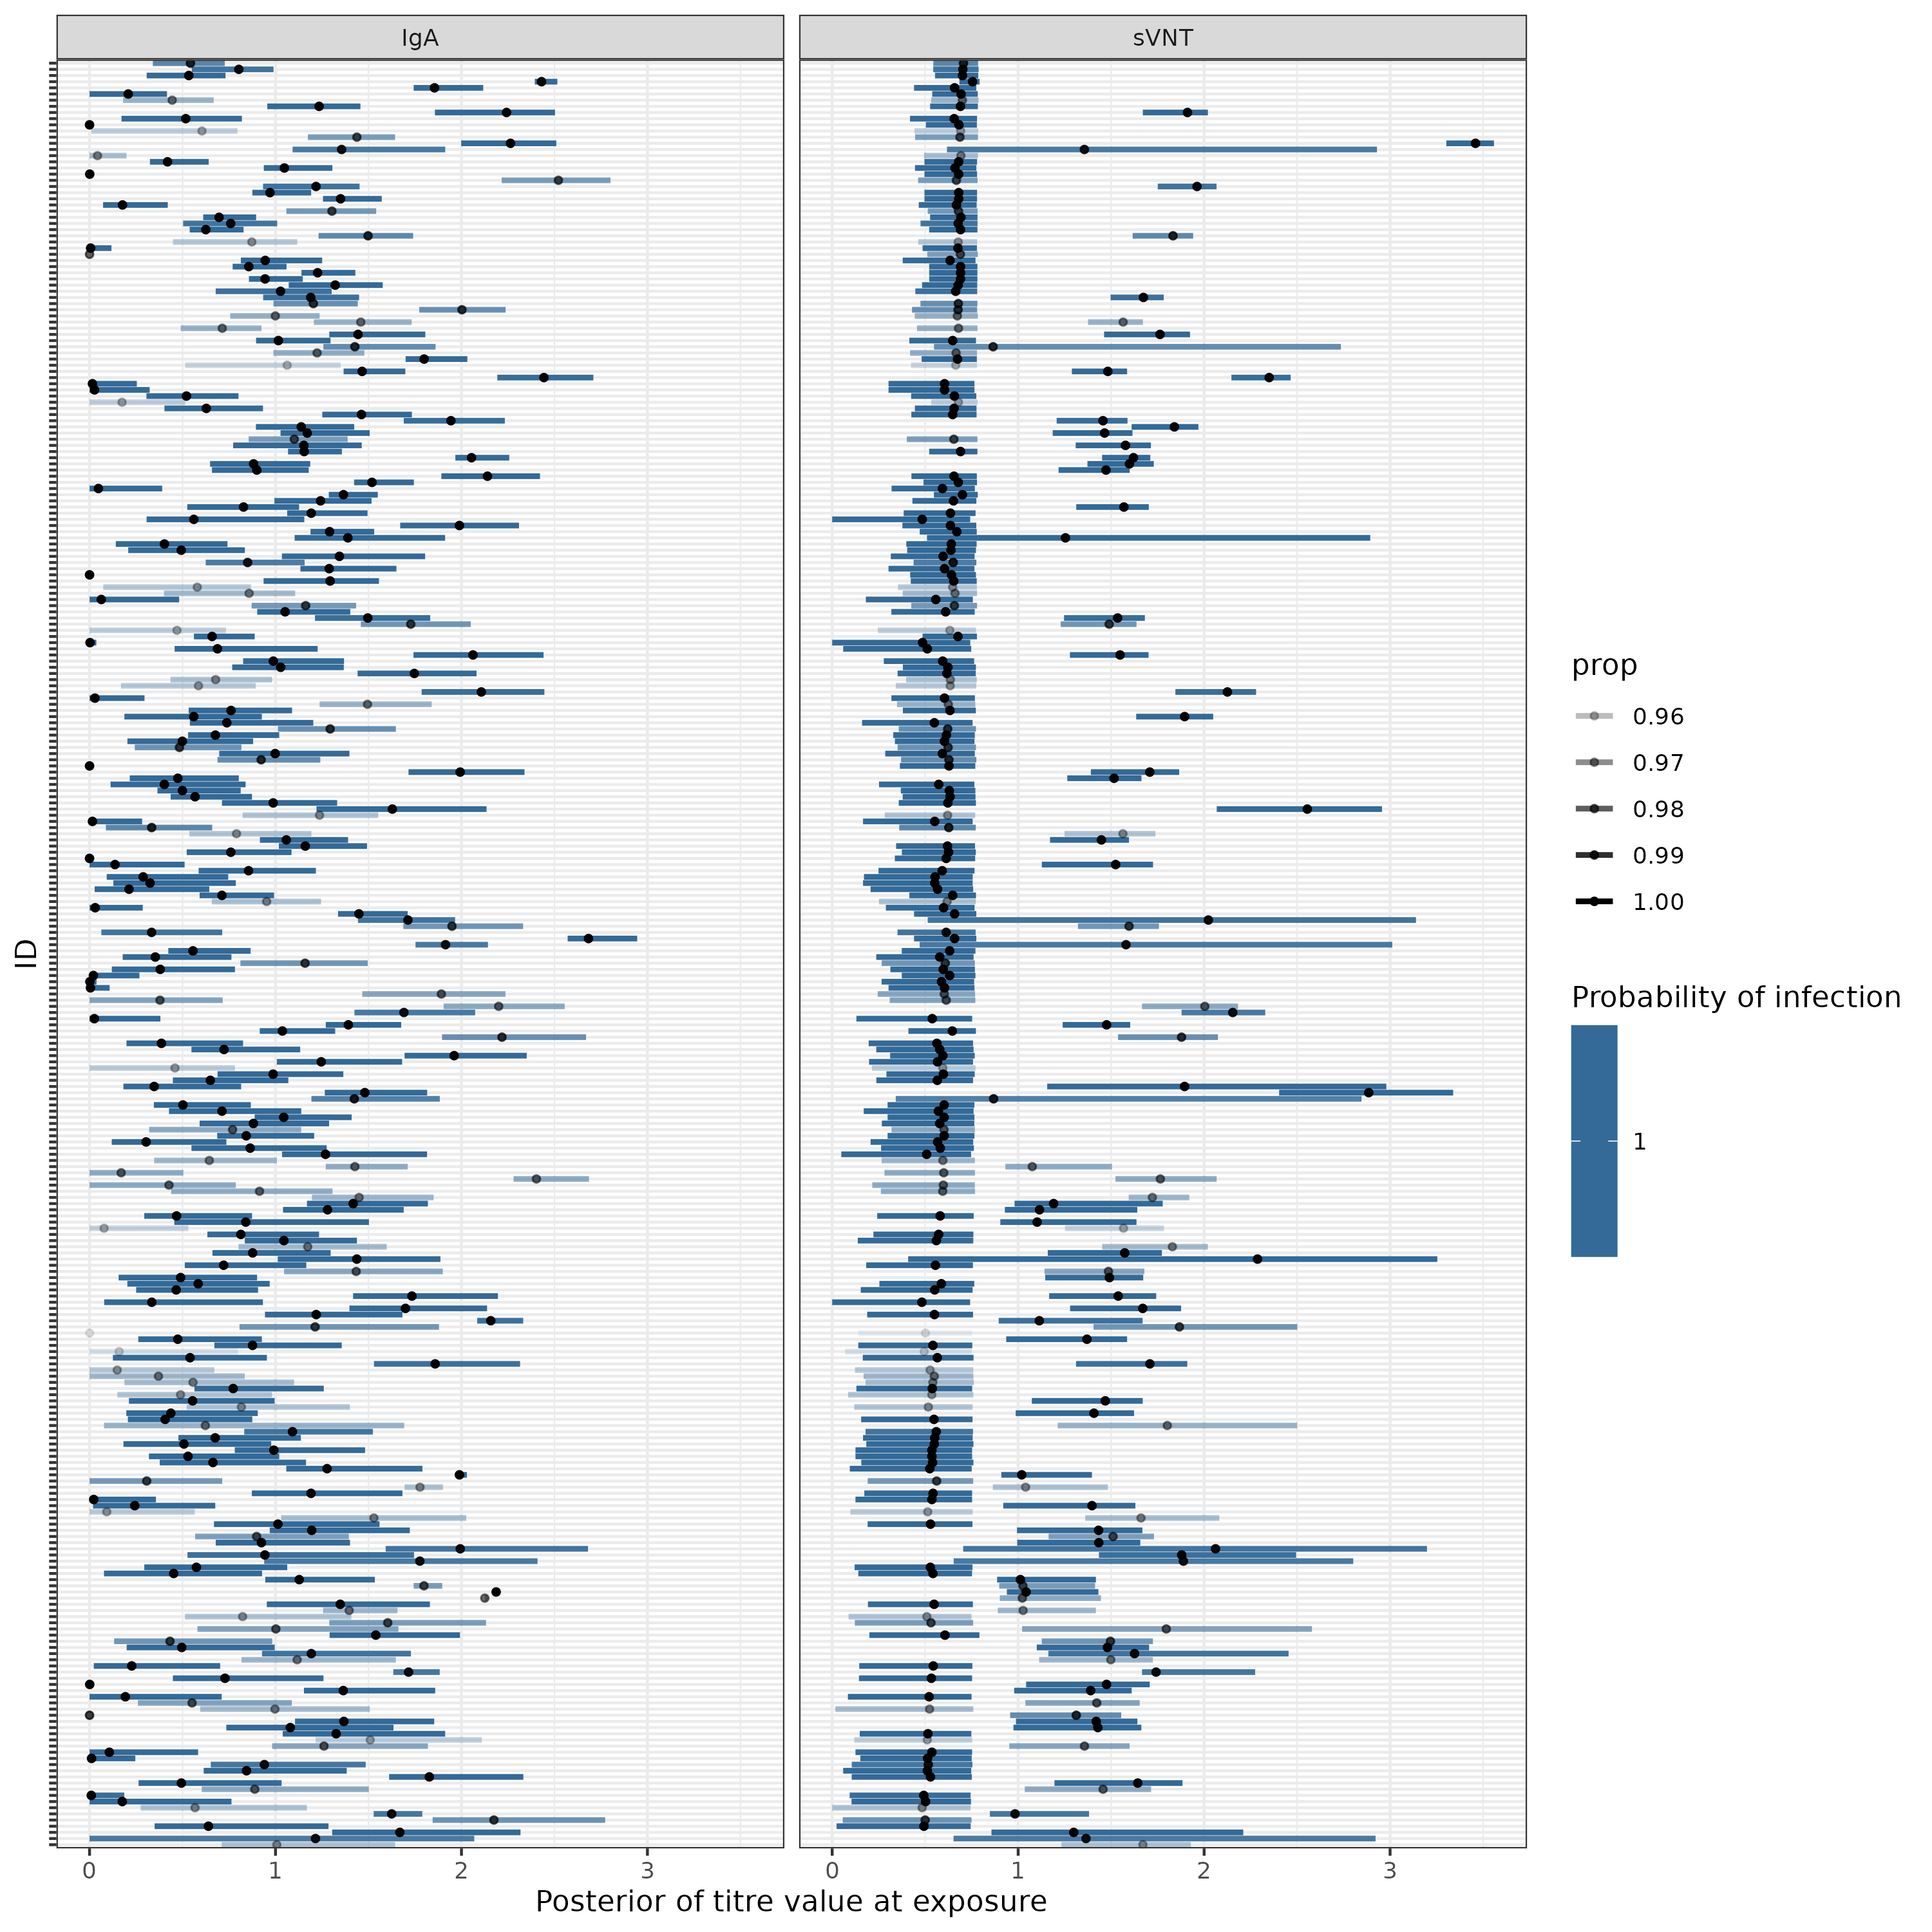 IgA
sVNT
ID
0
1
2
3
0
1
2
3
Posterior of titre value at exposure
prop
0.96
0.97
0.98
0.99
1.00
Probability of infection
1